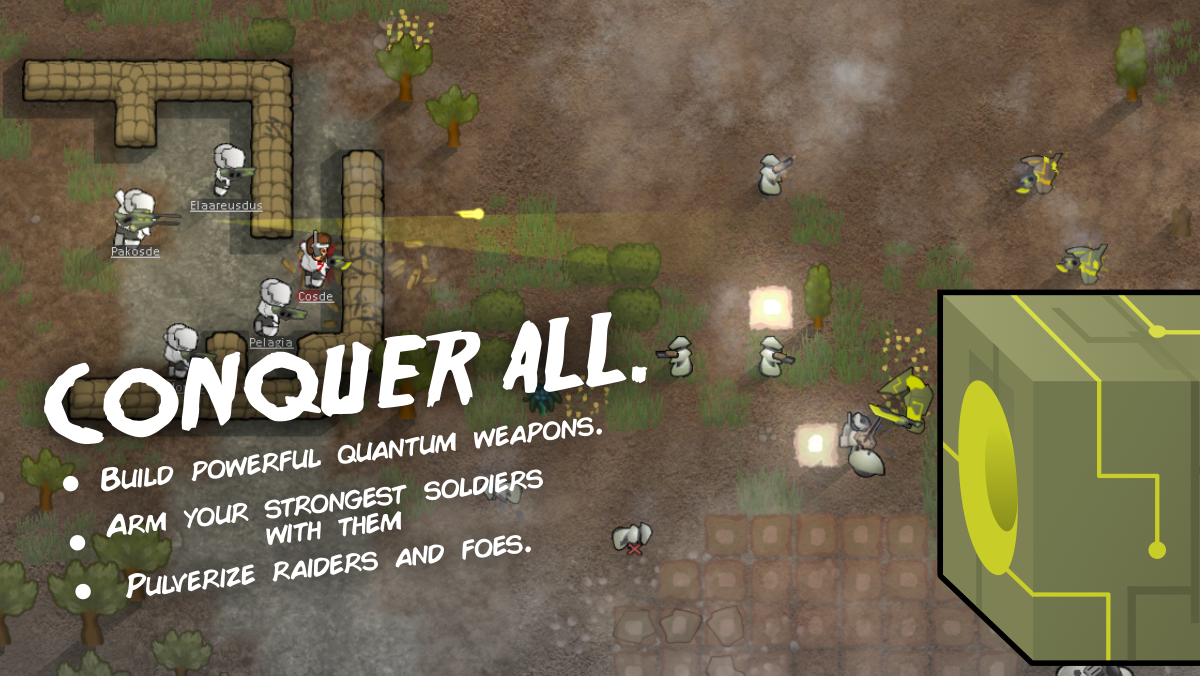 Elaareusdus
Pakosde
Cosde
Pelagia
CONQUER ALL.
• BUILD POWERFUL QUANTUM WEAPONS.
• ARM YOUR STRONGEST SOLDIERS
WITH THEM
• PULVERIZE RAIDERS AND FOES.